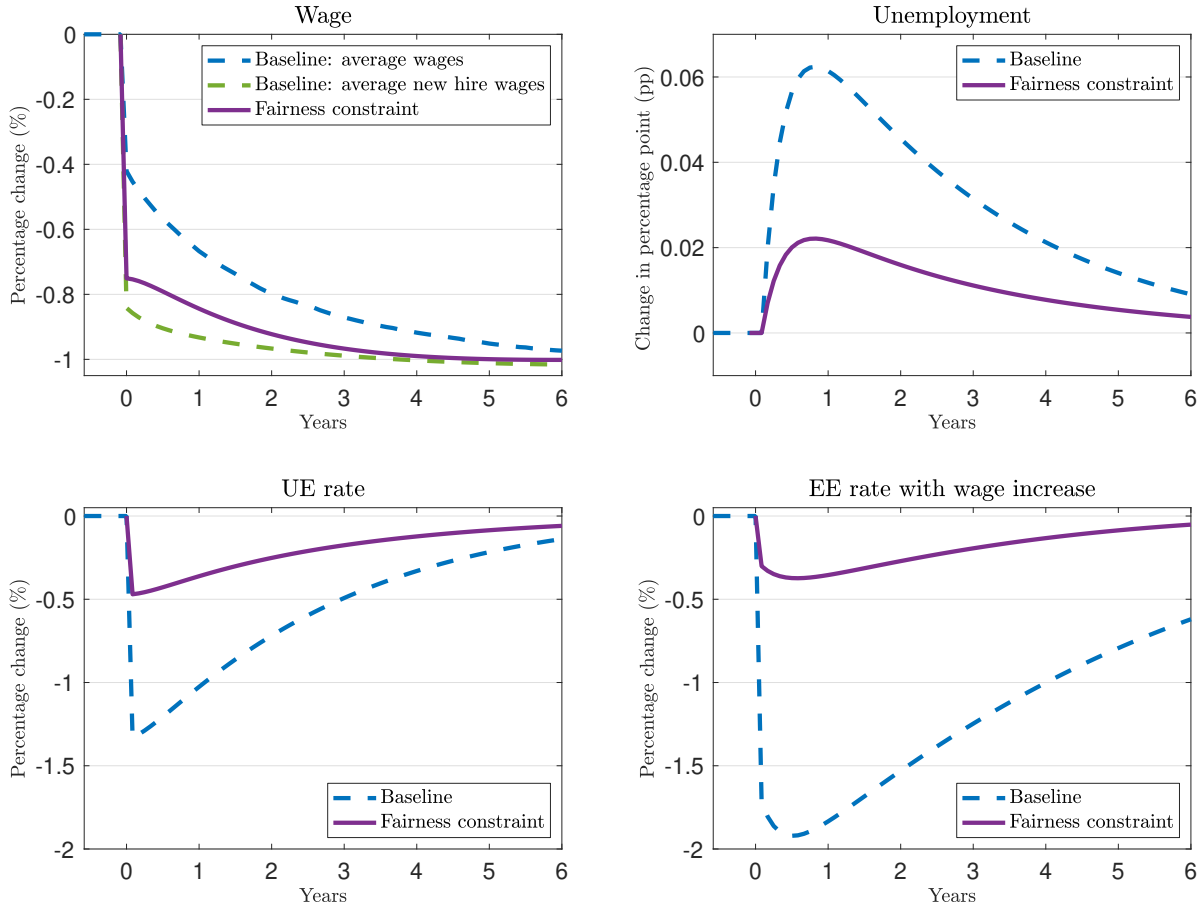 Wage
Percentage change (%)
0
-0.2
-0.4
-0.6
-0.8
-1
Baseline: average wages
Baseline: average new hire wages
Fairness constraint
0 1 2 3 4 5 6
Years
Unemployment
Change in percentage point (pp)
0.06
0.04
0.02
0
Baseline
Fairness constraint
0 1 2 3 4 5 6
Years
UE rate
Percentage change (%)
0
-0.5
-1
-1.5
-2
Baseline
Fairness constraint
0 1 2 3 4 5 6
Years
EE rate with wage increase
Percentage change (%)
0
-0.5
-1
-1.5
-2
Baseline
Fairness constraint
0 1 2 3 4 5 6
Years